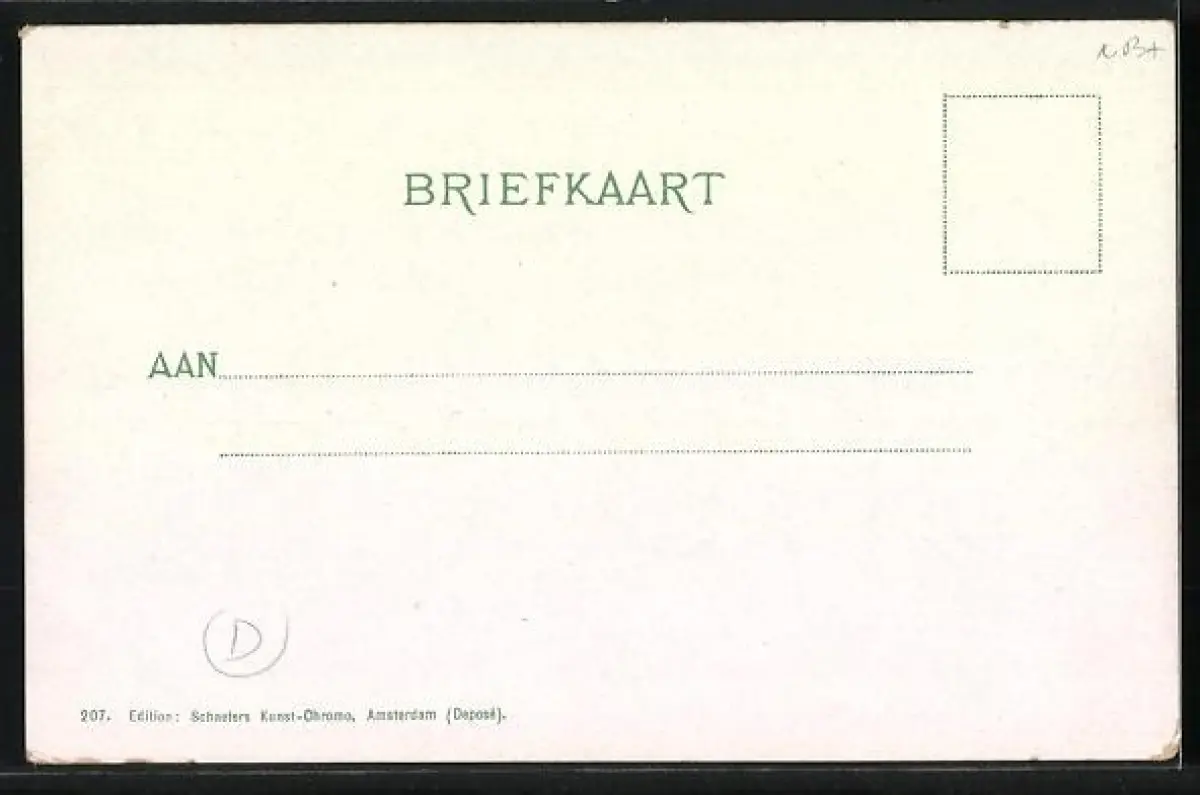 BRIEFKAART
AAN
D
207. Edition: Schaefers Kunst-Chromo, Amsterdam (Deposé).